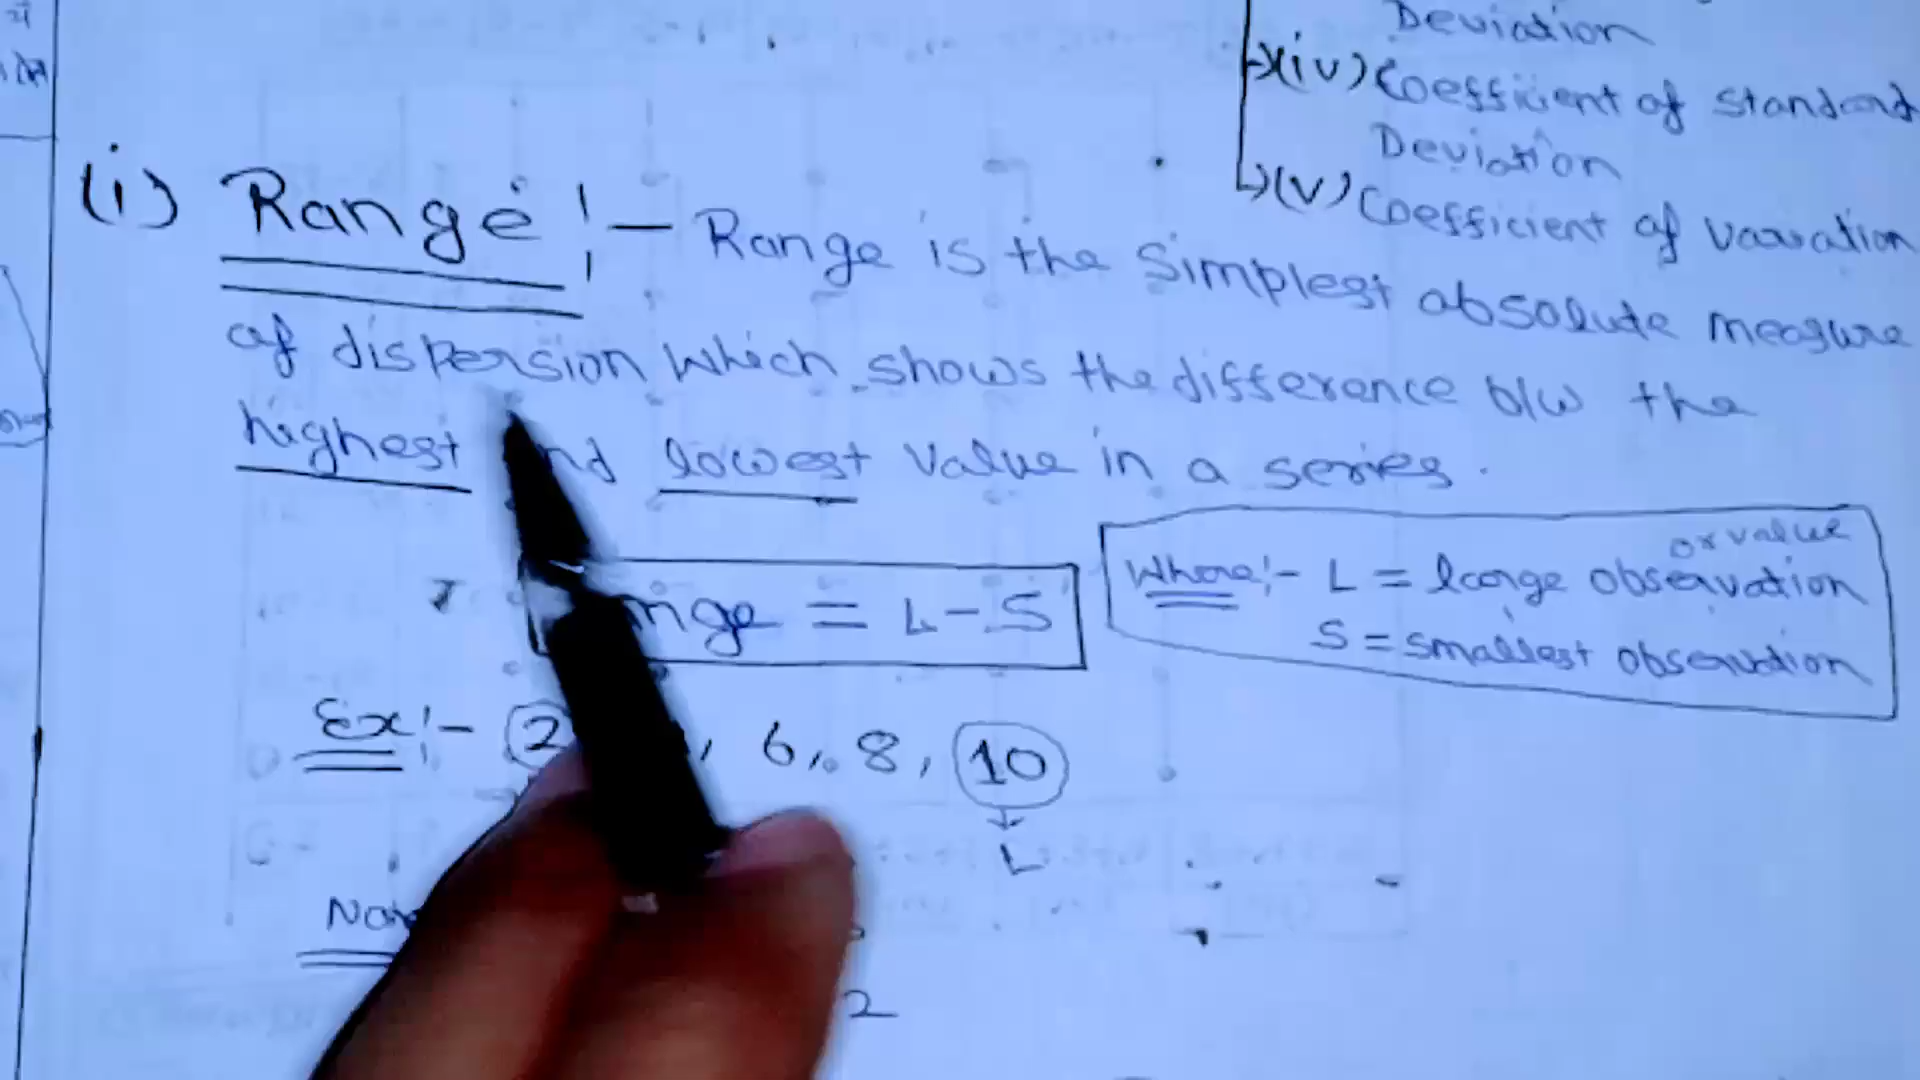 Deviation
(iv) Coefficient of standard
Deviation
(v) Coefficient of variation
(i) Range :- Range is the simplest absolute measure
of dispersion which shows the difference b/w the
highest and lowest value in a series.
= L-S
Where:- L = large observation or value
S = smallest observation
Ex:- 2 , 6, 8, 10
L
2